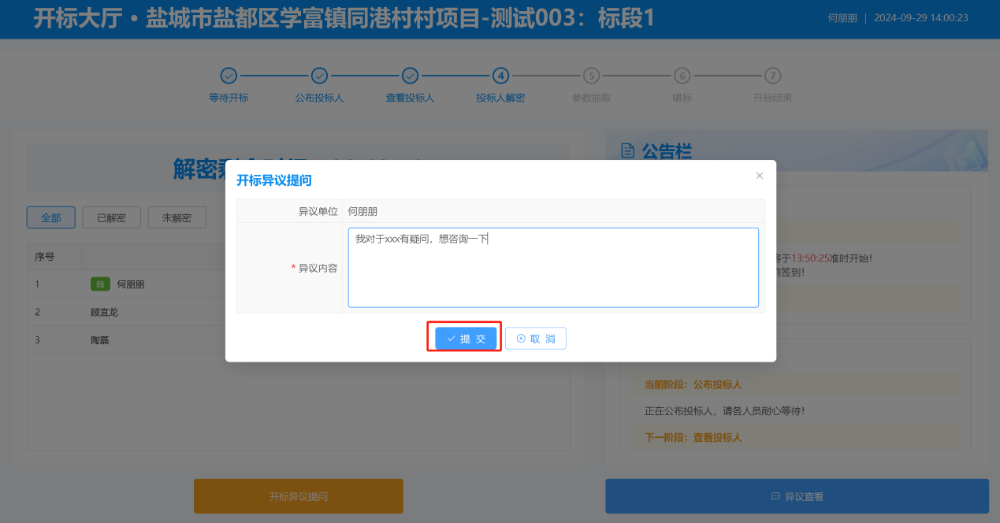 开标大厅 • 盐城市盐都区学富镇同港村村项目-测试003：标段1
何朋朋 | 2024-09-29 14:00:23
4 5 6 7
等待开标 公布投标人 查看投标人 投标人解密 参数抽取 唱标 开标结束
公告栏
解密
开标异议提问
全部 已解密 未解密
异议单位 何朋朋
我对于xxx有疑问，想咨询一下
* 异议内容
序号
1 我 何朋朋
2 顾宜龙
3 陶磊
于13:50:25准时开始!
签到!
提 交 取 消
当前阶段：公布投标人
正在公布投标人，请各人员耐心等待!
下一阶段：查看投标人
开标异议提问 异议查看